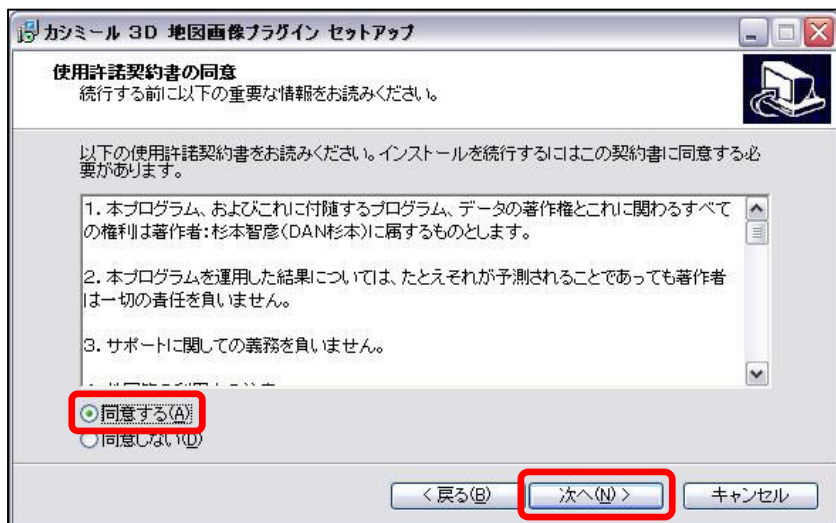 カシミール 3D 地図画像プラグイン セットアップ
使用許諾契約書の同意
続行する前に以下の重要な情報をお読みください。
以下の使用許諾契約書をお読みください。インストールを続行するにはこの契約書に同意する必
要があります。
1. 本プログラム、およびこれに付随するプログラム、データの著作権とこれに関わるすべて
の権利は著作者:杉本智彦(DAN杉本)に属するものとします。
2. 本プログラムを運用した結果については、たとえそれが予測されることであっても著作者
は一切の責任を負いません。
3. サポートに関しての義務を負いません。
同意する(A)
同意しない(D)
< 戻る(B)
次へ(N) >
キャンセル